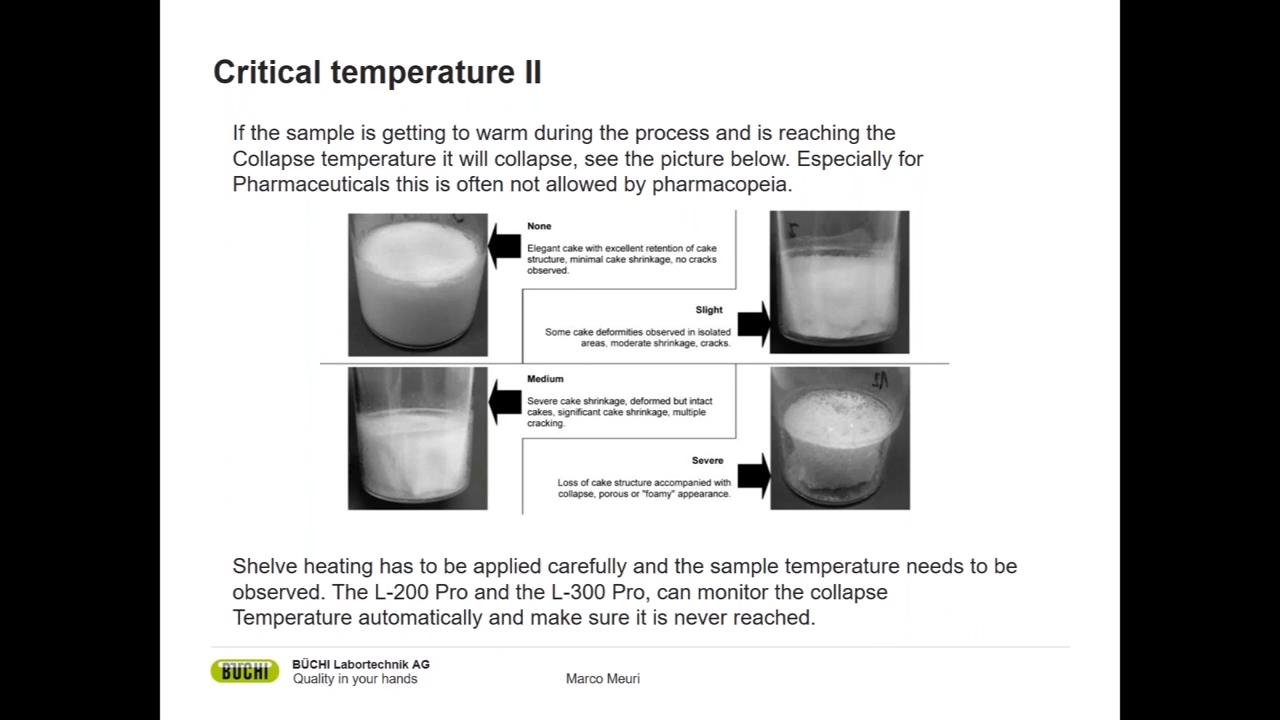 Critical temperature II
If the sample is getting to warm during the process and is reaching the
Collapse temperature it will collapse, see the picture below. Especially for
Pharmaceuticals this is often not allowed by pharmacopeia.
None
Elegant cake with excellent retention of cake
structure, minimal cake shrinkage, no cracks
observed.
Slight
Some cake deformities observed in isolated
areas, moderate shrinkage, cracks.
Medium
Severe cake shrinkage, deformed but intact
cakes, significant cake shrinkage, multiple
cracking.
Severe
Loss of cake structure accompanied with
collapse, porous or "foamy" appearance.
Shelve heating has to be applied carefully and the sample temperature needs to be
observed. The L-200 Pro and the L-300 Pro, can monitor the collapse
Temperature automatically and make sure it is never reached.
BÜCHI
BÜCHI Labortechnik AG
Quality in your hands
Marco Meuri